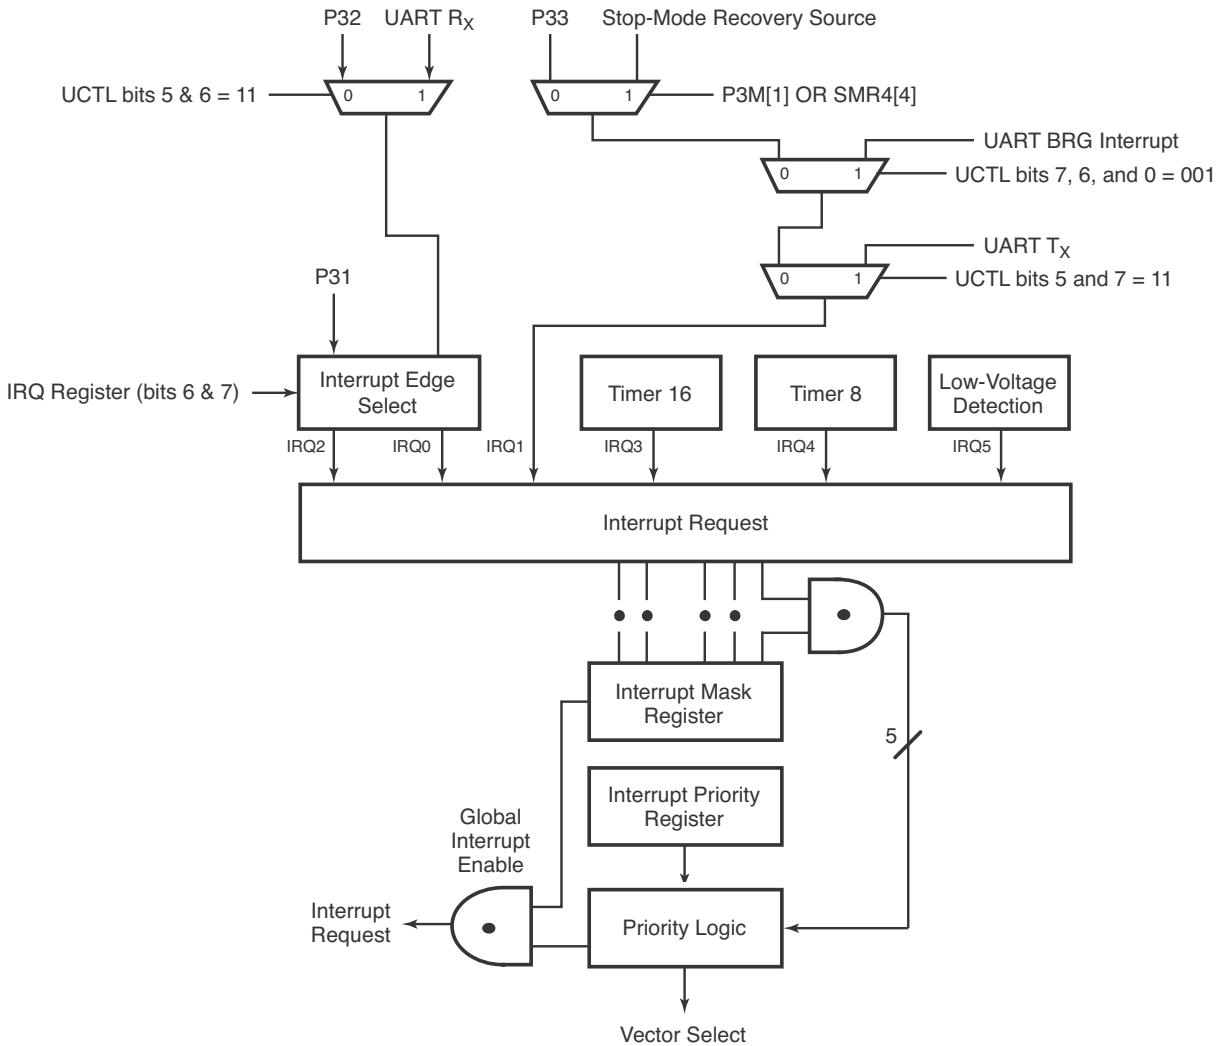 P32 UART RX P33 Stop-Mode Recovery Source
UCTL bits 5 & 6 = 11 0 1 0 1 P3M[1] OR SMR4[4]
UART BRG Interrupt
0 1 UCTL bits 7, 6, and 0 = 001
UART TX
0 1 UCTL bits 5 and 7 = 11
P31
IRQ Register (bits 6 & 7)
Interrupt Edge
Select
Timer 16
Timer 8
Low-Voltage
Detection
IRQ2 IRQ0 IRQ1 IRQ3 IRQ4 IRQ5
Interrupt Request
Interrupt Mask
Register
5
Interrupt Priority
Register
Global
Interrupt
Enable
Interrupt
Request
Priority Logic
Vector Select